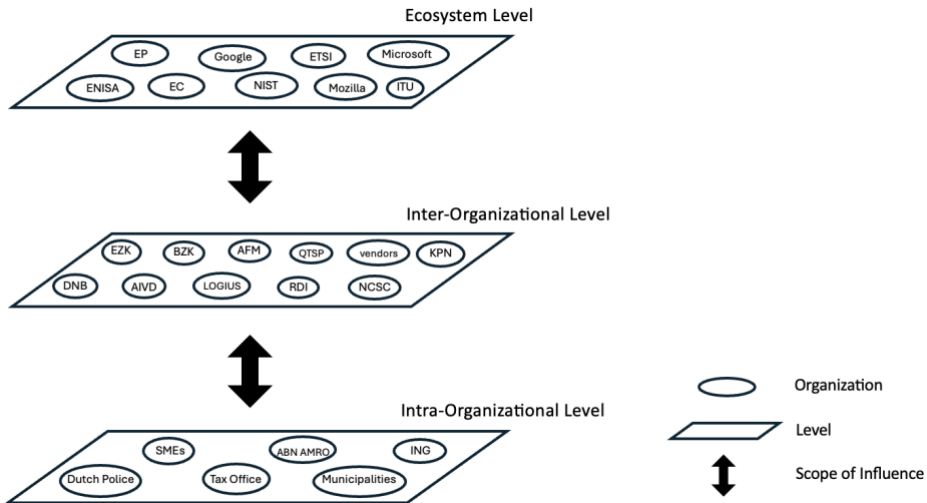 Ecosystem Level
EP
Google
ETSI
Microsoft
ENISA
EC
NIST
Mozilla
ITU
Inter-Organizational Level
EZK
BZK
AFM
QTSP
vendors
KPN
DNB
AIVD
LOGIUS
RDI
NCSC
Intra-Organizational Level
SMEs
ABN AMRO
ING
Dutch Police
Tax Office
Municipalities
Organization
Level
Scope of Influence